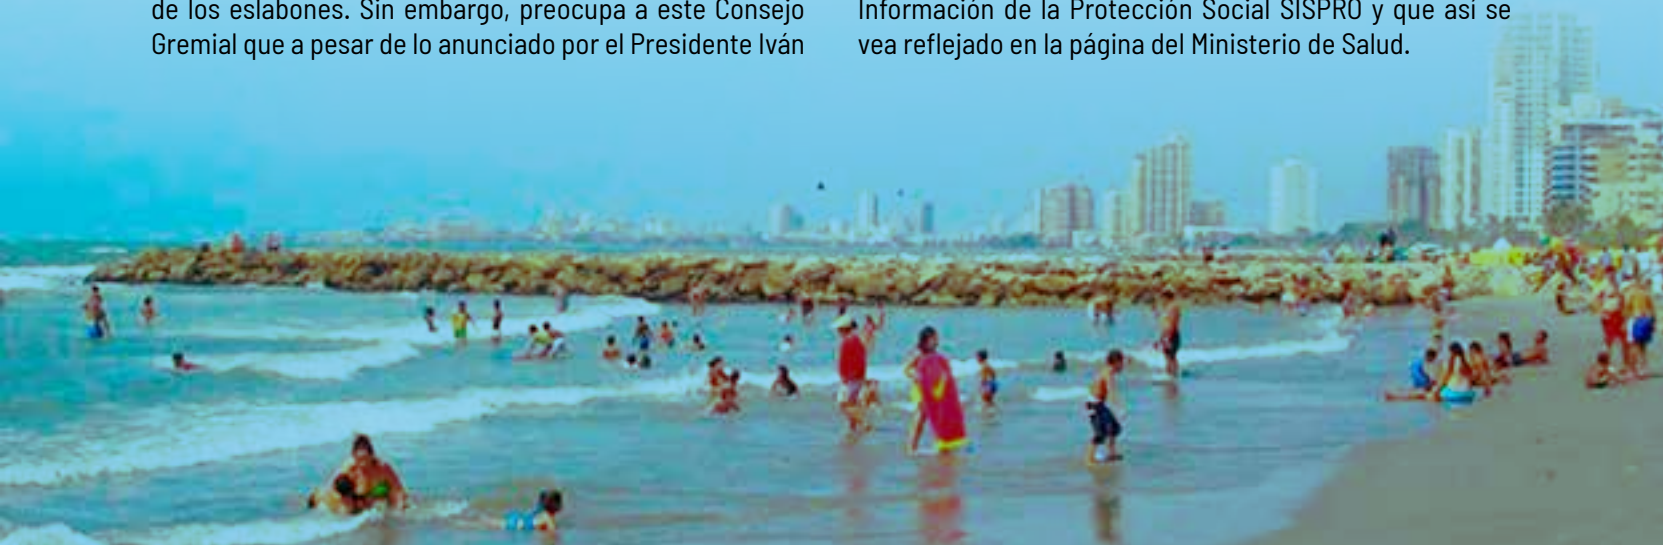 de los eslabones. Sin embargo, preocupa a este Consejo
Gremial que a pesar de lo anunciado por el Presidente Iván
Información de la Protección Social SISPRO y que así se
vea reflejado en la página del Ministerio de Salud.